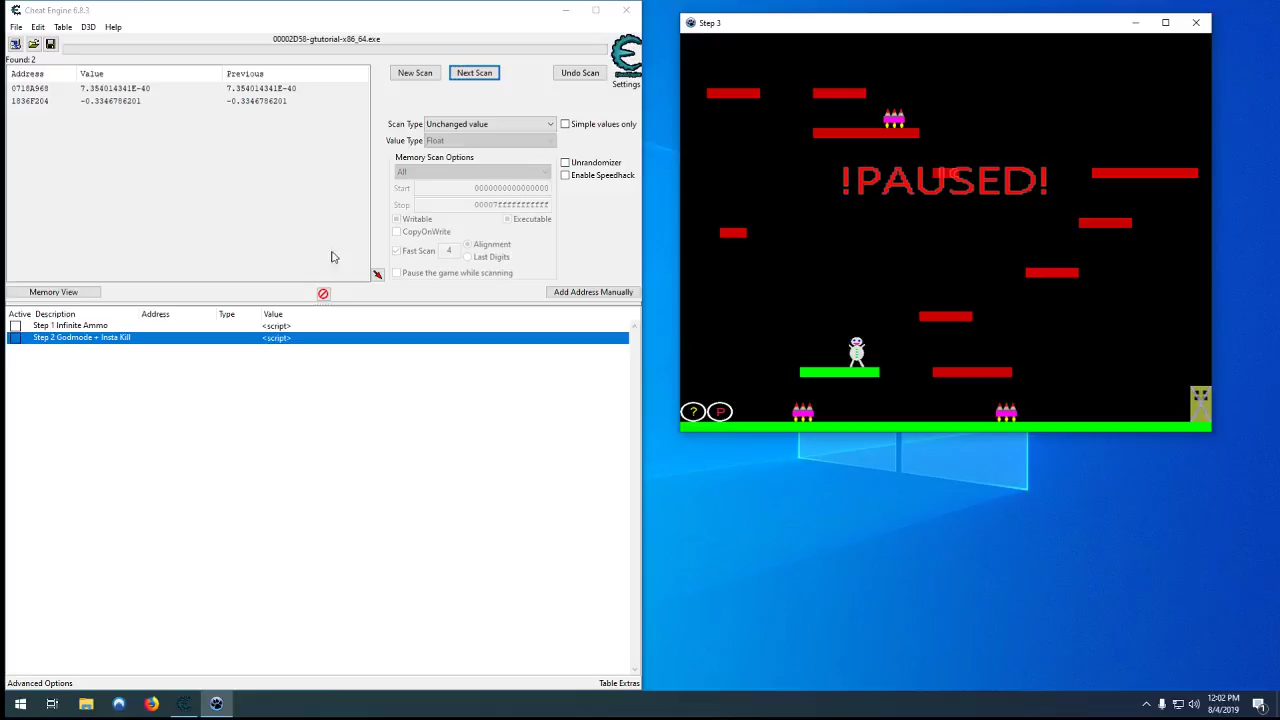 Cheat Engine 6.8.3
File Edit Table D3D Help
00002D58-gtutorial-x86_64.exe
Found: 2
Address Value Previous
0718A968 7.354014341E-40 7.354014341E-40
1836F204 -0.3346786201 -0.3346786201
New Scan Next Scan Undo Scan
Settings
Scan Type Unchanged value Simple values only
Value Type Float
Memory Scan Options
All
Unrandomizer
Enable Speedhack
Start 0000000000000000
Stop 00007fffffffffff
Writable Executable
CopyOnWrite
Fast Scan 4 Alignment
Last Digits
Pause the game while scanning
Memory View Add Address Manually
Active Description Address Type Value
Step 1 Infinite Ammo <script>
Step 2 Godmode + Insta Kill <script>
Advanced Options Table Extras
Step 3
!PAUSED!
? P
12:02 PM
8/4/2019
1